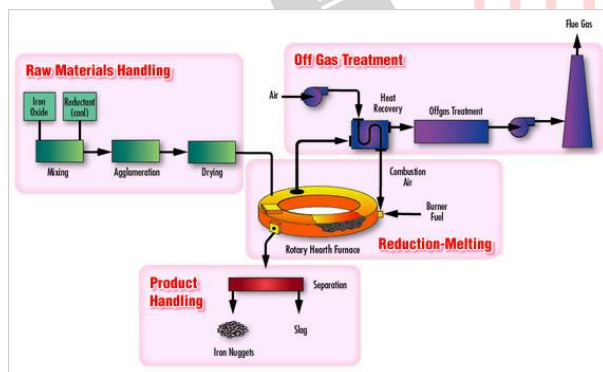 Flue Gas
Raw Materials Handling
Off Gas Treatment
Iron
Oxide
Reductant
(coal)
Air
Heat
Recovery
Offgas Treatment
Mixing
Agglomeration
Drying
Combustion
Air
Burner
Fuel
Rotary Hearth Furnace
Reduction-Melting
Product
Handling
Separation
Iron Nuggets
Slag